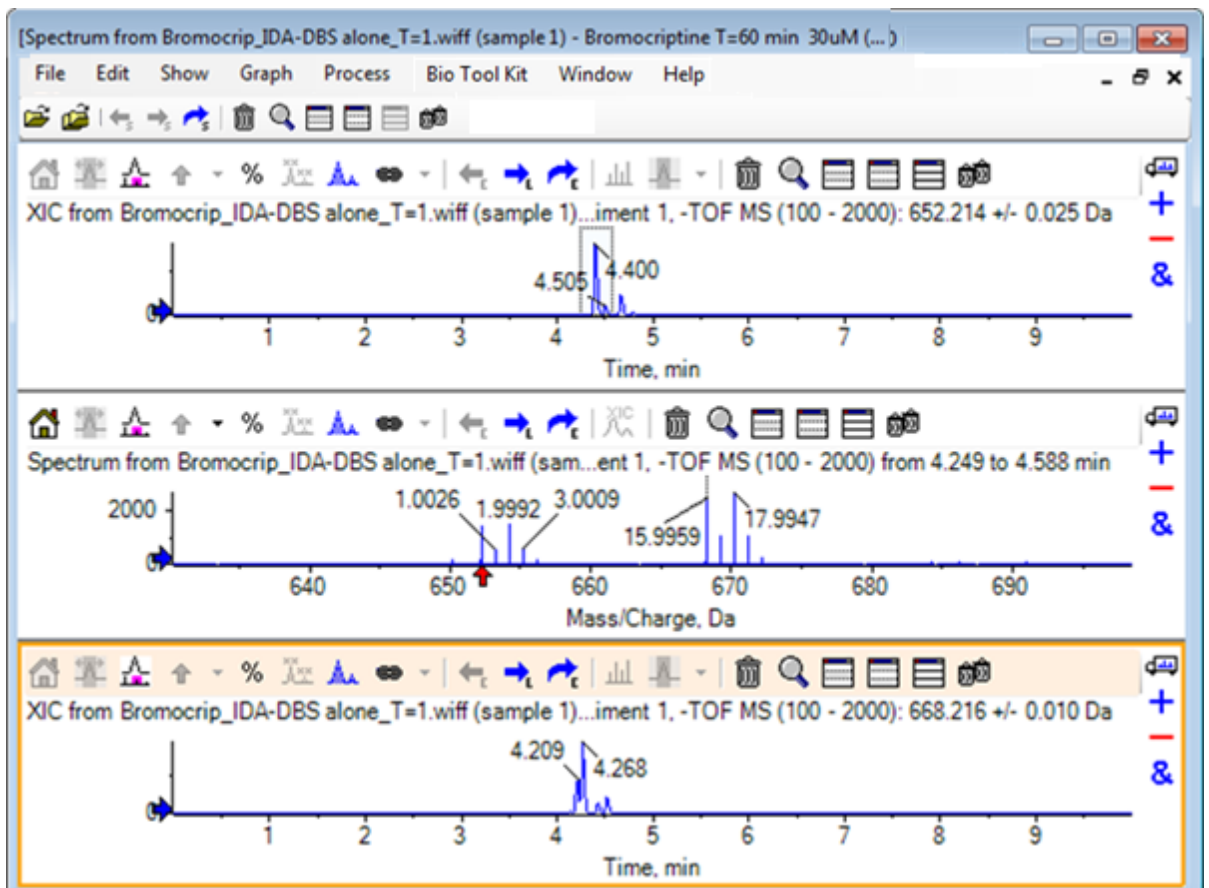 [Spectrum from Bromocrip_IDA-DBS alone_T=1.wiff (sample 1) - Bromocriptine T=60 min 30uM (...)
File Edit Show Graph Process Bio Tool Kit Window Help
%
XIC from Bromocrip_IDA-DBS alone_T=1.wiff (sample 1)...iment 1, -TOF MS (100 - 2000): 652.214 +/- 0.025 Da
4.505 4.400
0
1 2 3 4 5 6 7 8 9
Time, min
% XIC
Spectrum from Bromocrip_IDA-DBS alone_T=1.wiff (sam...ent 1, -TOF MS (100 - 2000) from 4.249 to 4.588 min
2000 1.0026 1.9992 3.0009 15.9959 17.9947
0
640 650 660 670 680 690
Mass/Charge, Da
%
XIC from Bromocrip_IDA-DBS alone_T=1.wiff (sample 1)...iment 1, -TOF MS (100 - 2000): 668.216 +/- 0.010 Da
4.209 4.268
0
1 2 3 4 5 6 7 8 9
Time, min